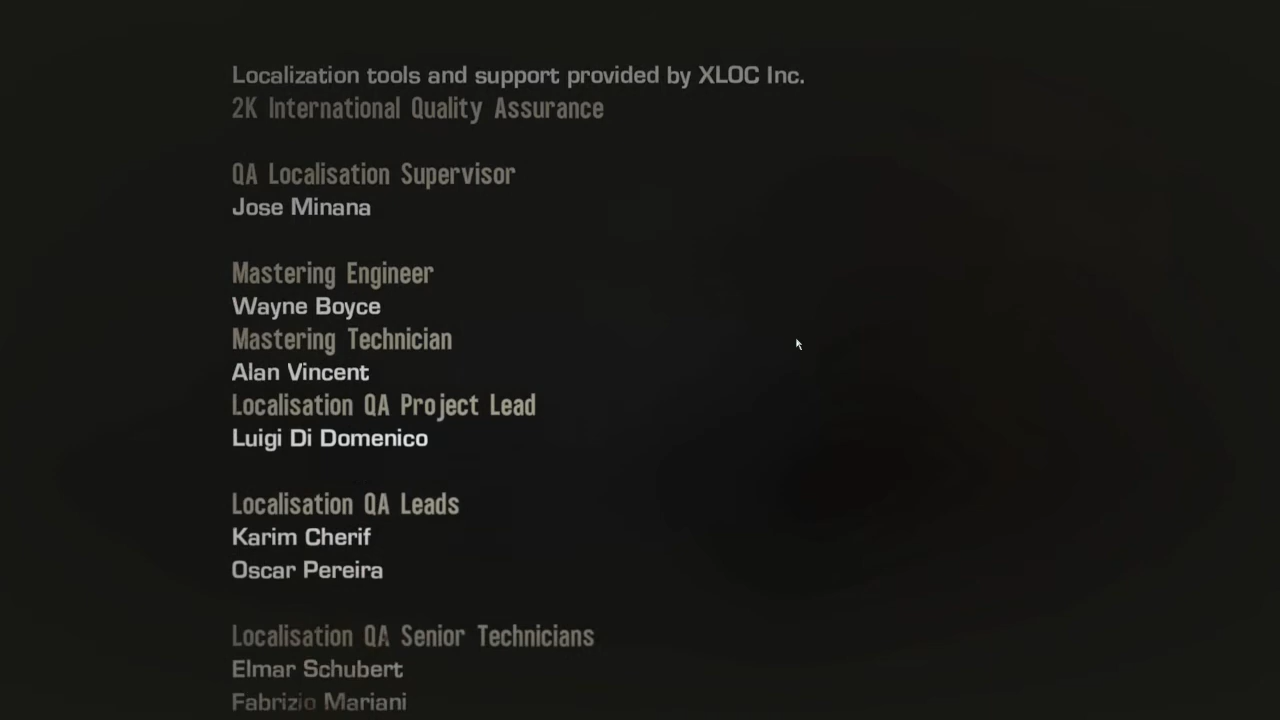 Localization tools and support provided by XLOC Inc.
2K International Quality Assurance
QA Localisation Supervisor
Jose Minana
Mastering Engineer
Wayne Boyce
Mastering Technician
Alan Vincent
Localisation QA Project Lead
Luigi Di Domenico
Localisation QA Leads
Karim Cherif
Oscar Pereira
Localisation QA Senior Technicians
Elmar Schubert
Fabrizio Mariani